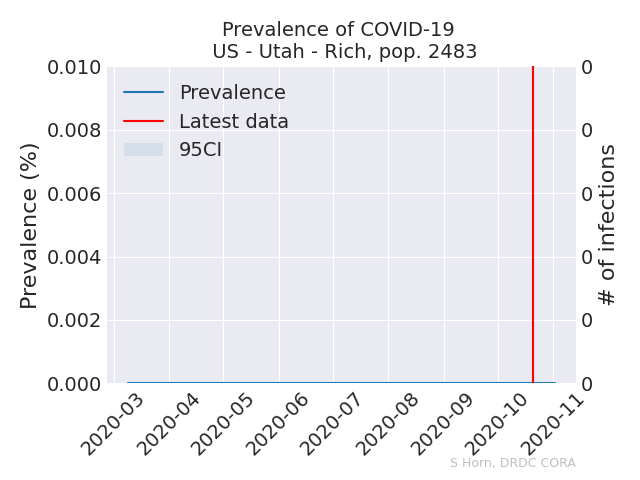 Prevalence of COVID-19
US - Utah - Rich, pop. 2483
0.010
0.008
0.006
0.004
0.002
0.000
Prevalence (%)
Prevalence
Latest data
95CI
0
0
0
0
0
0
# of infections
2020-03
2020-04
2020-05
2020-06
2020-07
2020-08
2020-09
2020-10
2020-11
S Horn, DRDC CORA